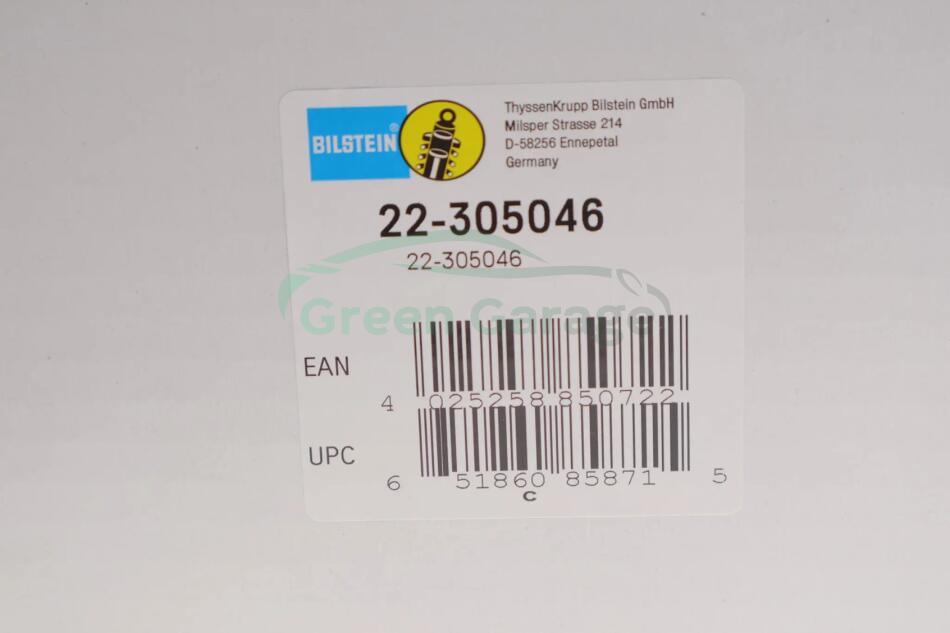 BILSTEIN®
ThyssenKrupp Bilstein GmbH
Milsper Strasse 214
D-58256 Ennepetal
Germany
22-305046
22-305046
Green Garage
EAN
4 025258 850722
UPC
6 51860 85871 5
C